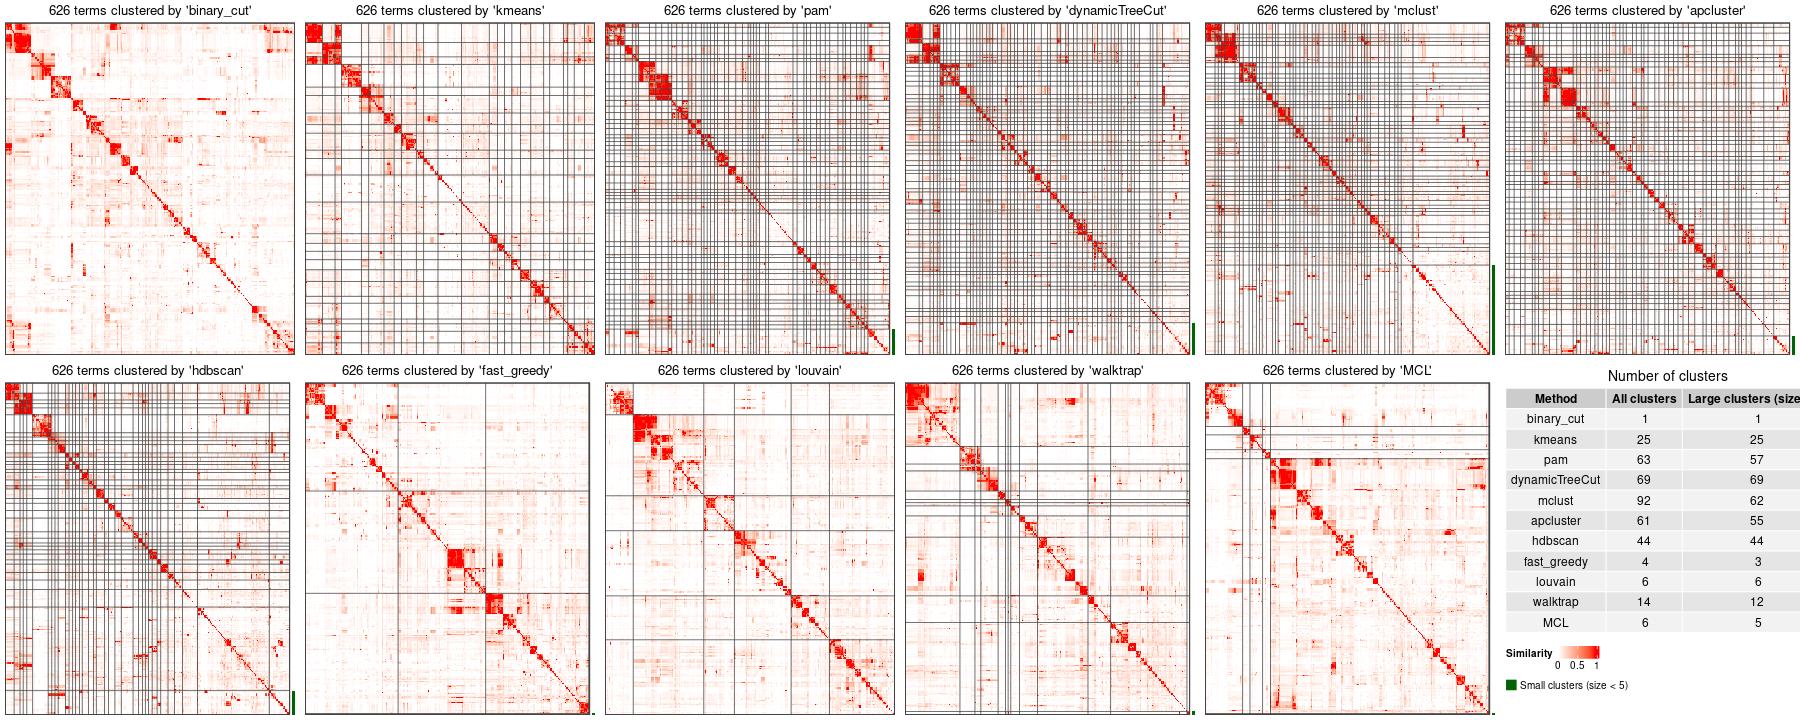 626 terms clustered by 'binary_cut'
626 terms clustered by 'kmeans'
626 terms clustered by 'pam'
626 terms clustered by 'dynamicTreeCut'
626 terms clustered by 'mclust'
626 terms clustered by 'apcluster'
626 terms clustered by 'hdbscan'
626 terms clustered by 'fast_greedy'
626 terms clustered by 'louvain'
626 terms clustered by 'walktrap'
626 terms clustered by 'MCL'
Number of clusters
Method All clusters Large clusters (size
binary_cut 1 1
kmeans 25 25
pam 63 57
dynamicTreeCut 69 69
mclust 92 62
apcluster 61 55
hdbscan 44 44
fast_greedy 4 3
louvain 6 6
walktrap 14 12
MCL 6 5
Similarity
0 0.5 1
Small clusters (size < 5)